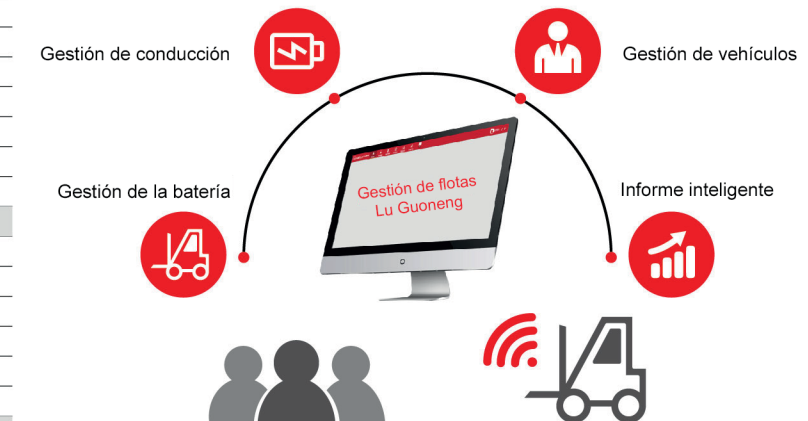 Gestión de conducción
Gestión de vehículos
Gestión de flotas
Lu Guoneng
Gestión de la batería
Informe inteligente